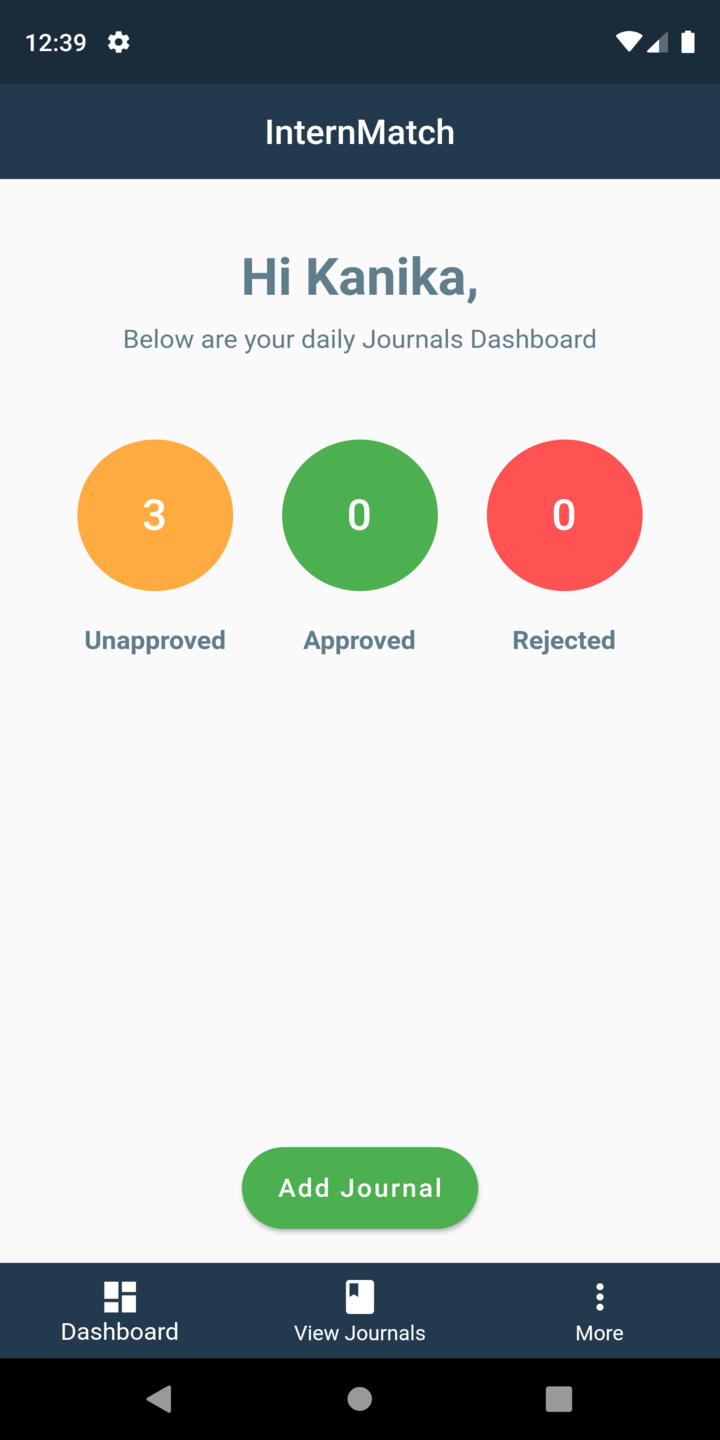 12:39
InternMatch
Hi Kanika,
Below are your daily Journals Dashboard
3 0 0
Unapproved Approved Rejected
Add Journal
Dashboard View Journals More